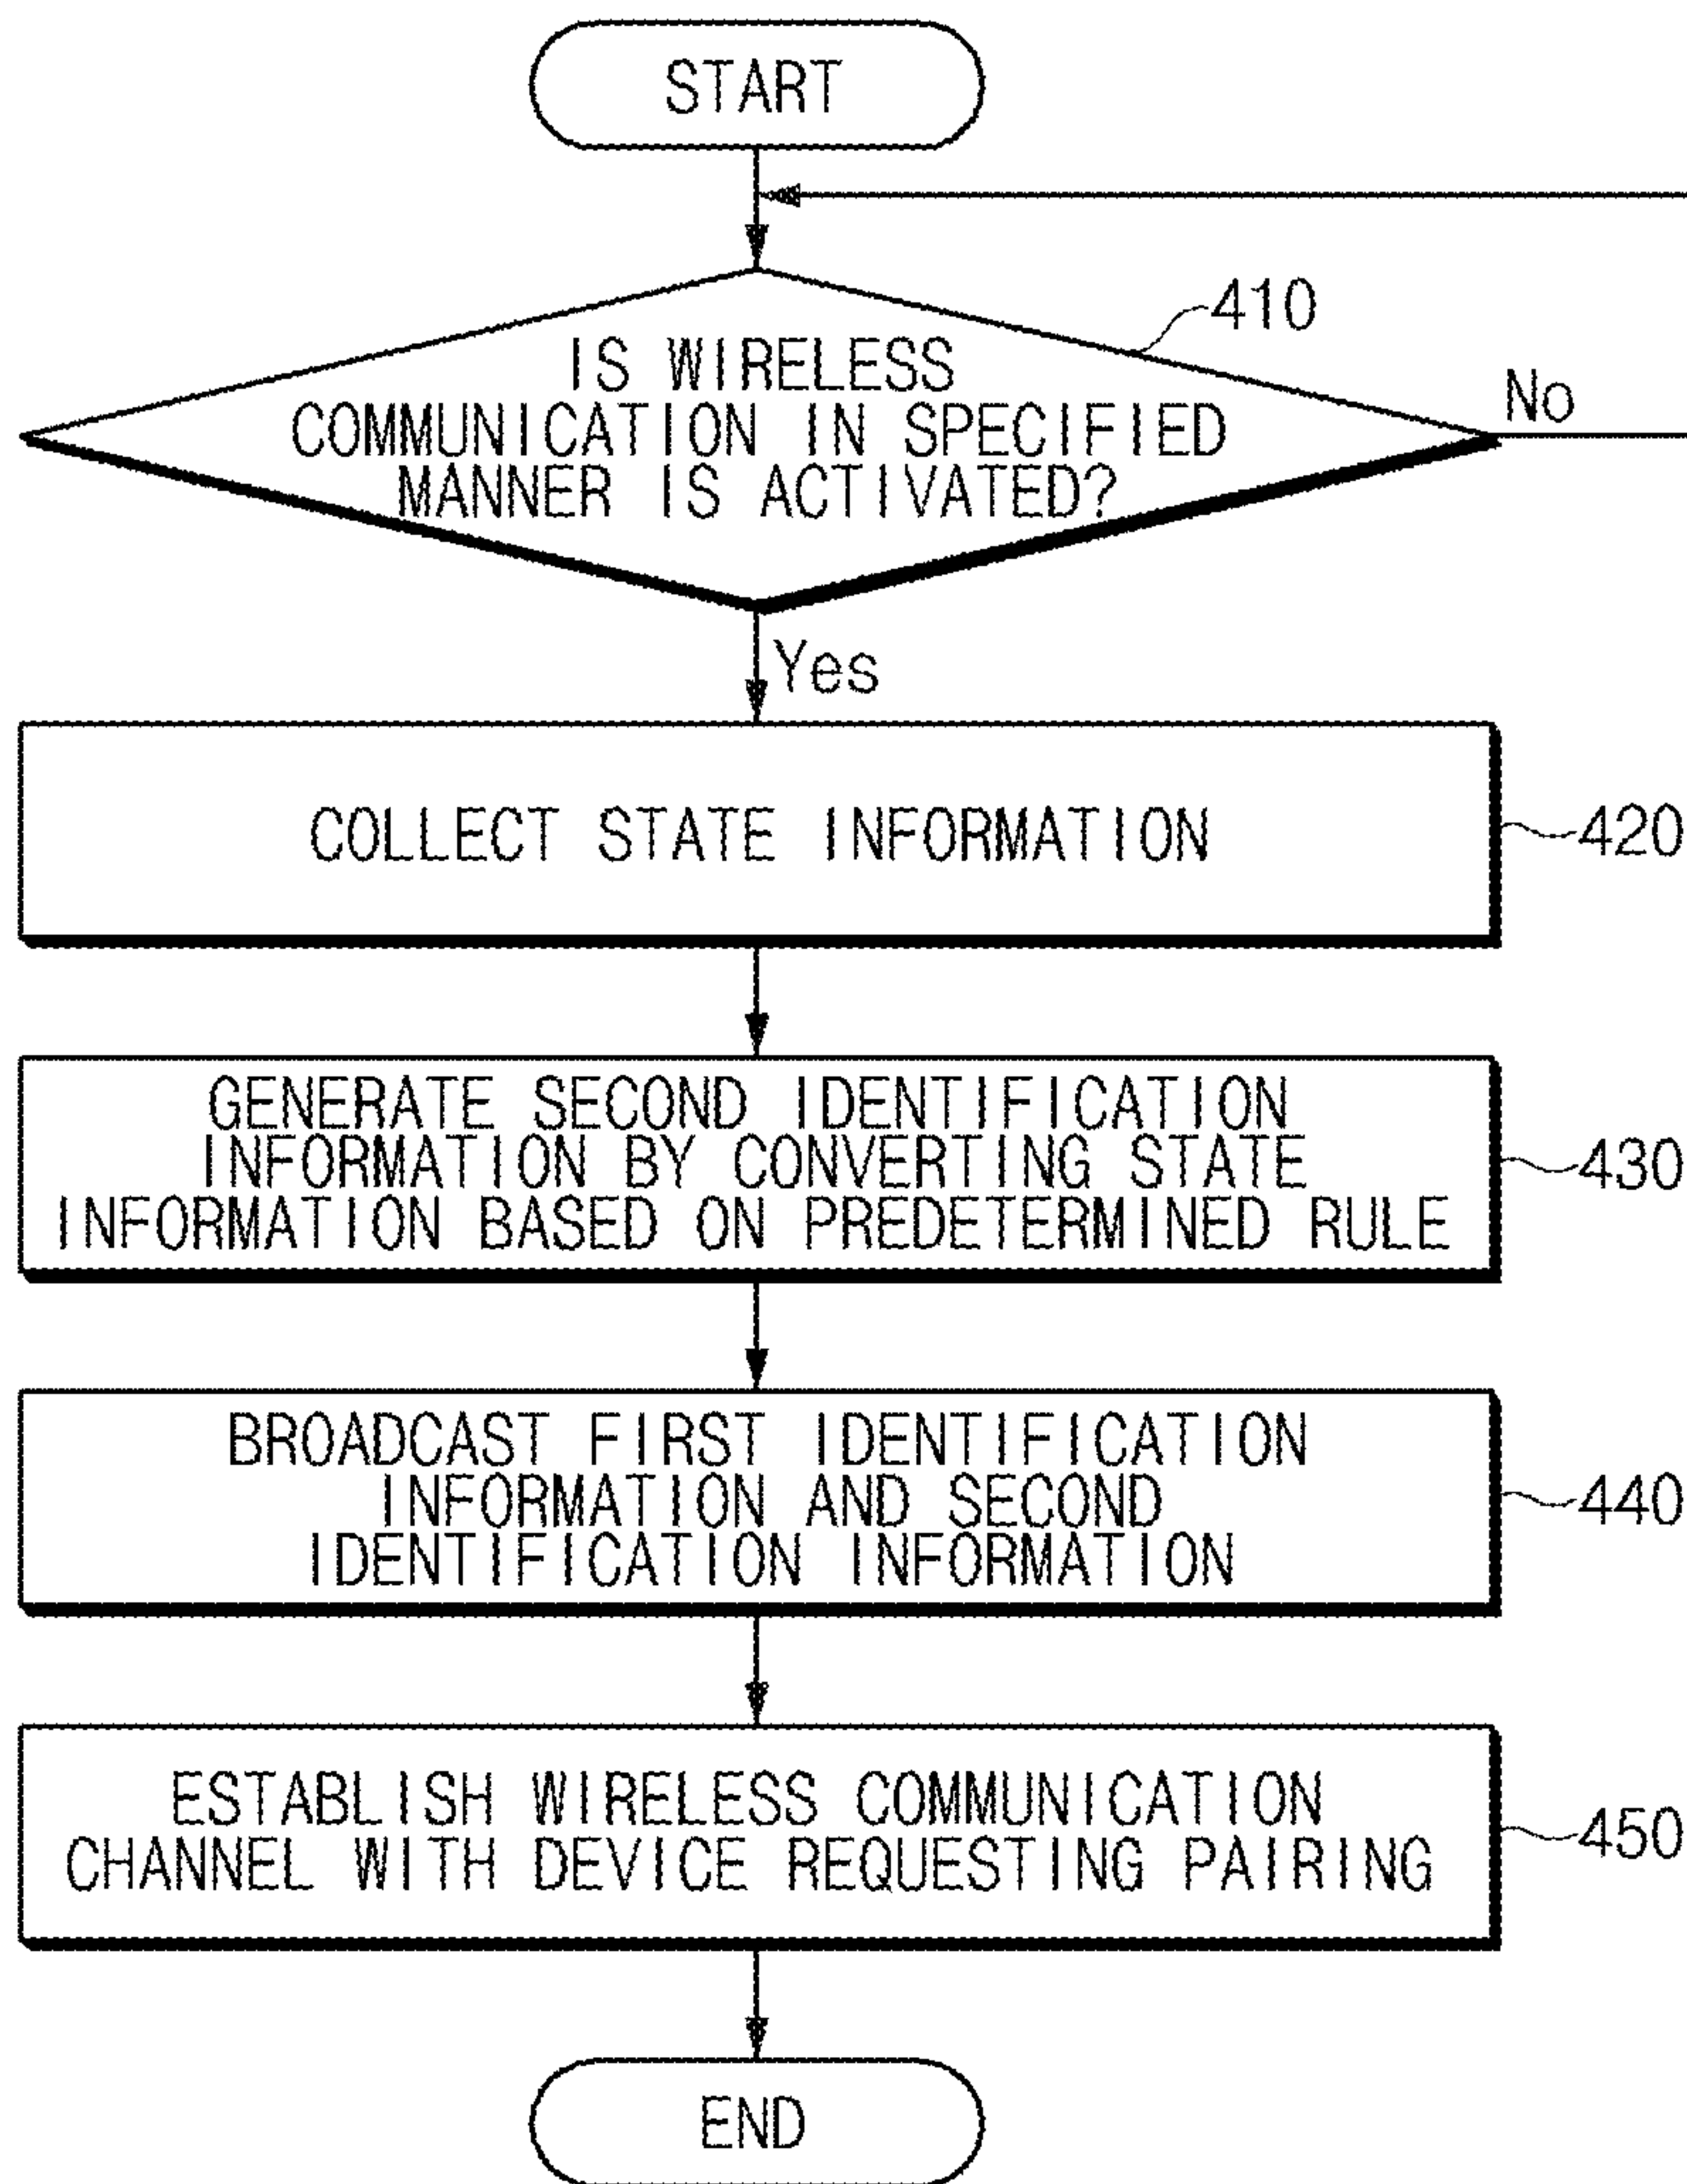 START
410
IS WIRELESS
COMMUNICATION IN SPECIFIED
MANNER IS ACTIVATED?
No
Yes
COLLECT STATE INFORMATION
420
GENERATE SECOND IDENTIFICATION
INFORMATION BY CONVERTING STATE
INFORMATION BASED ON PREDETERMINED RULE
430
BROADCAST FIRST IDENTIFICATION
INFORMATION AND SECOND
IDENTIFICATION INFORMATION
440
ESTABLISH WIRELESS COMMUNICATION
CHANNEL WITH DEVICE REQUESTING PAIRING
450
END